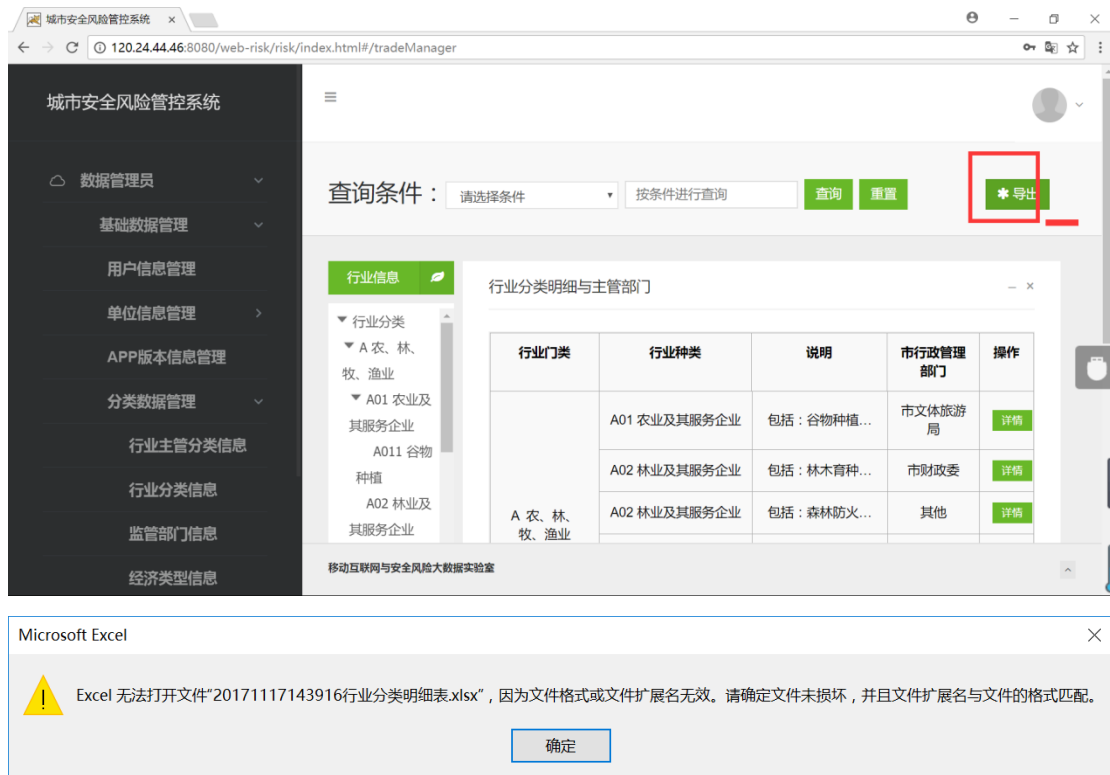 城市安全风险管控系统
120.24.44.46:8080/web-risk/risk/index.html#/tradeManager
城市安全风险管控系统
数据管理员
基础数据管理
用户信息管理
单位信息管理
APP版本信息管理
分类数据管理
行业主管分类信息
行业分类信息
监管部门信息
经济类型信息
查询条件：
请选择条件
按条件进行查询
查询
重置
导出
行业信息
行业分类
A 农、林、
牧、渔业
A01 农业及
其服务企业
A011 谷物
种植
A02 林业及
其服务企业
行业分类明细与主管部门
行业门类 行业种类 说明 市行政管理 操作
部门
A01 农业及其服务企业 包括：谷物种植... 市文体旅游 详情
局
A02 林业及其服务企业 包括：林木育种... 市财政委 详情
A 农、林、 A02 林业及其服务企业 包括：森林防火... 其他 详情
牧、渔业
移动互联网与安全风险大数据实验室
Microsoft Excel
Excel 无法打开文件“20171117143916行业分类明细表.xlsx”，因为文件格式或文件扩展名无效。请确定文件未损坏，并且文件扩展名与文件的格式匹配。
确定